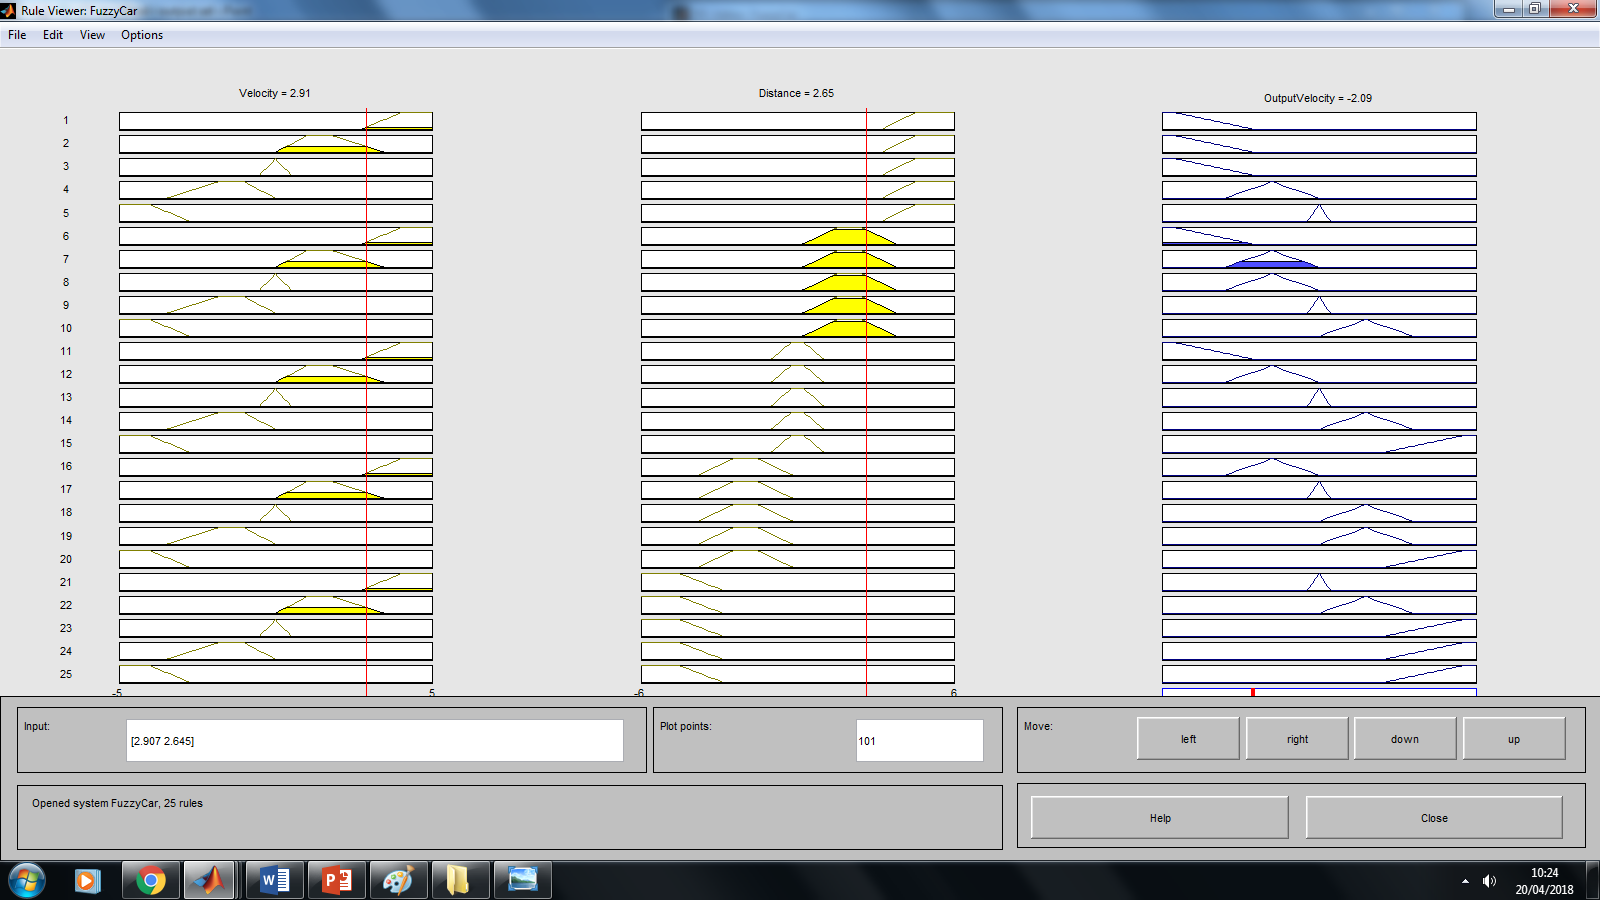 Rule Viewer: FuzzyCar
File Edit View Options
Velocity = 2.91
Distance = 2.65
OutputVelocity = -2.09
1
2
3
4
5
6
7
8
9
10
11
12
13
14
15
16
17
18
19
20
21
22
23
24
25
-5 5 -6 6
Input:
[2.907 2.645]
Plot points:
101
Move:
left right down up
Opened system FuzzyCar, 25 rules
Help Close
10:24
20/04/2018